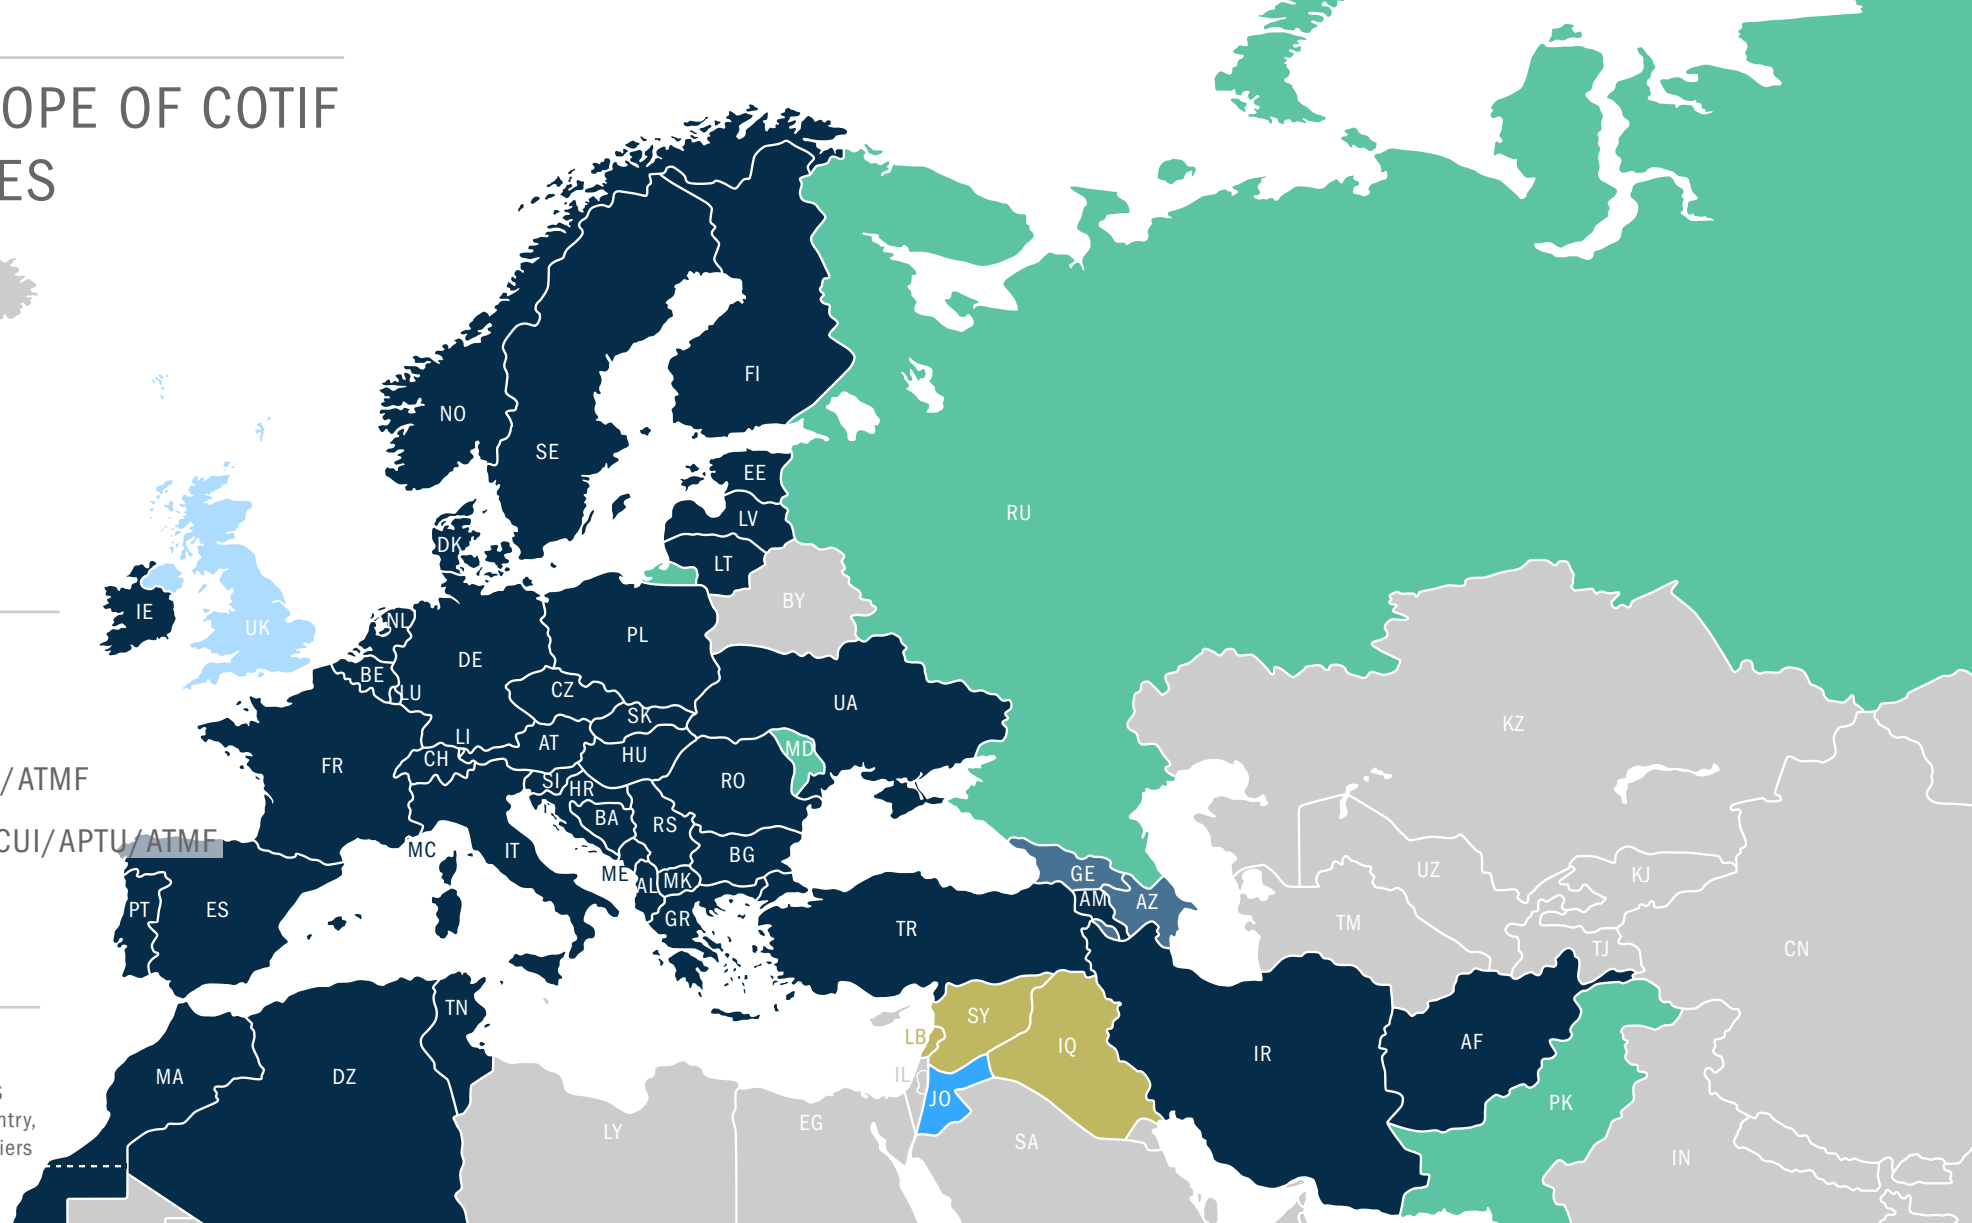 OPE OF COTIF
ES
/ATMF
CUI/APTU/ATMF
S
ntry,
iers
NO
SE
FI
EE
LV
LT
DK
RU
IE
UK
NL
BE
LU
DE
PL
BY
CZ
SK
UA
KZ
LI
CH
AT
HU
MD
FR
SI
HR
RO
BA
RS
MC
IT
BG
ME
AL
MK
GE
AM
AZ
UZ
KJ
PT
ES
GR
TR
TM
TJ
CN
TN
SY
LB
IQ
IR
AF
MA
DZ
IL
JO
PK
LY
EG
SA
IN